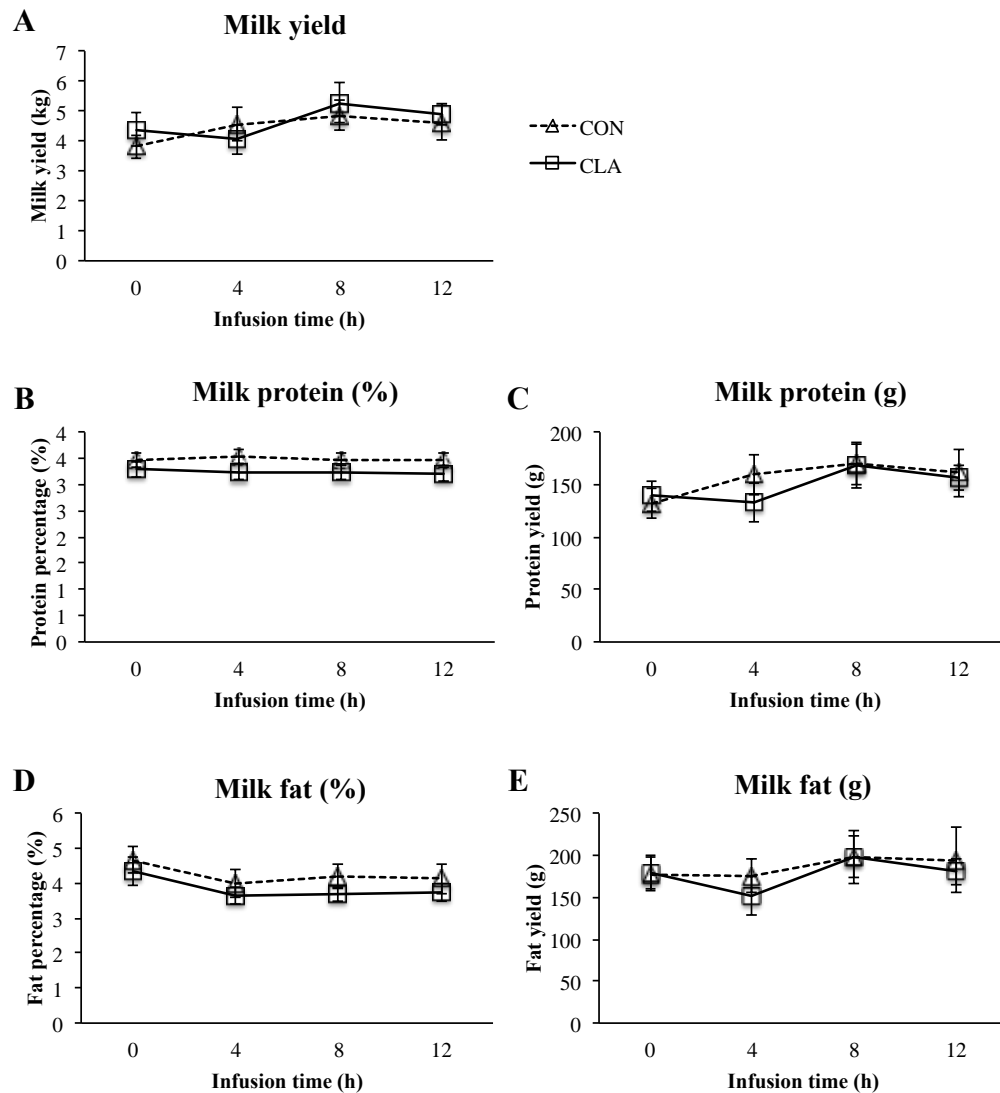 A
Milk yield
7
6
5
4
3
2
1
0
Milk yield (kg)
0 4 8 12
Infusion time (h)
CON
CLA
B
Milk protein (%)
4
4
3
3
2
2
1
1
0
Protein percentage (%)
0 4 8 12
Infusion time (h)
C
Milk protein (g)
200
150
100
50
0
Protein yield (g)
0 4 8 12
Infusion time (h)
D
Milk fat (%)
6
5
4
3
2
1
0
Fat percentage (%)
0 4 8 12
Infusion time (h)
E
Milk fat (g)
250
200
150
100
50
0
Fat yield (g)
0 4 8 12
Infusion time (h)